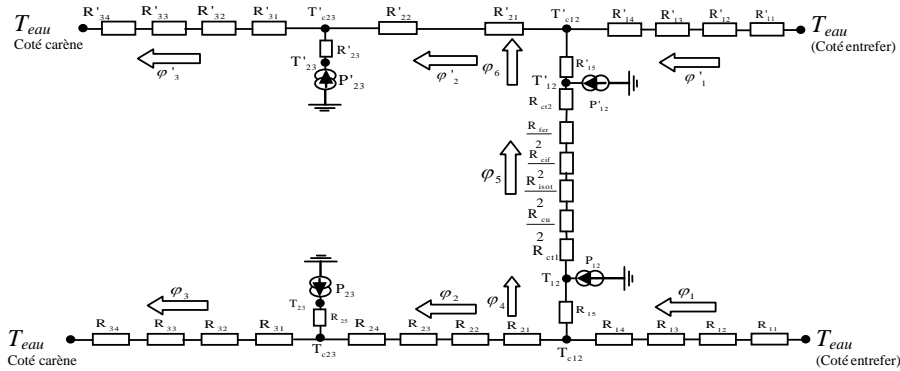 R'34 R'33 R'32 R'31 T'c23 R'22 R'21 T'c12 R'14 R'13 R'12 R'11
Teau
Coté carène
Teau
(Coté entrefer)
φ'3
R'23
T'23
P'23
φ'2
φ6
R'15
φ'1
T'12
P'12
Rct2
Rfer
2
Rcif
2
φ5
Risot
2
Rcu
2
Rct1
P12
T12
P23
T23
R25
φ3
φ2
φ4
φ1
R15
R34 R33 R32 R31 R24 R23 R22 R21 R14 R13 R12 R11
Teau
Coté carène
Tc23
Tc12
Teau
(Coté entrefer)